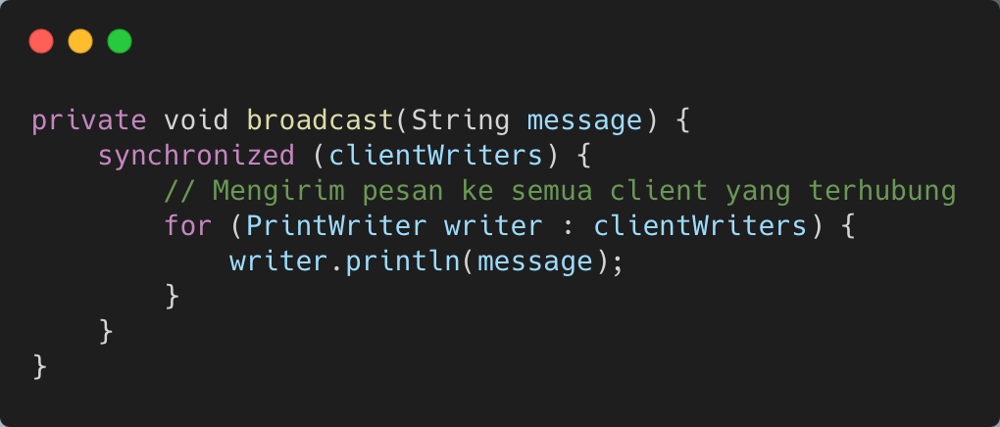 private void broadcast(String message) {
    synchronized (clientWriters) {
        // Mengirim pesan ke semua client yang terhubung
        for (PrintWriter writer : clientWriters) {
            writer.println(message);
        }
    }
}